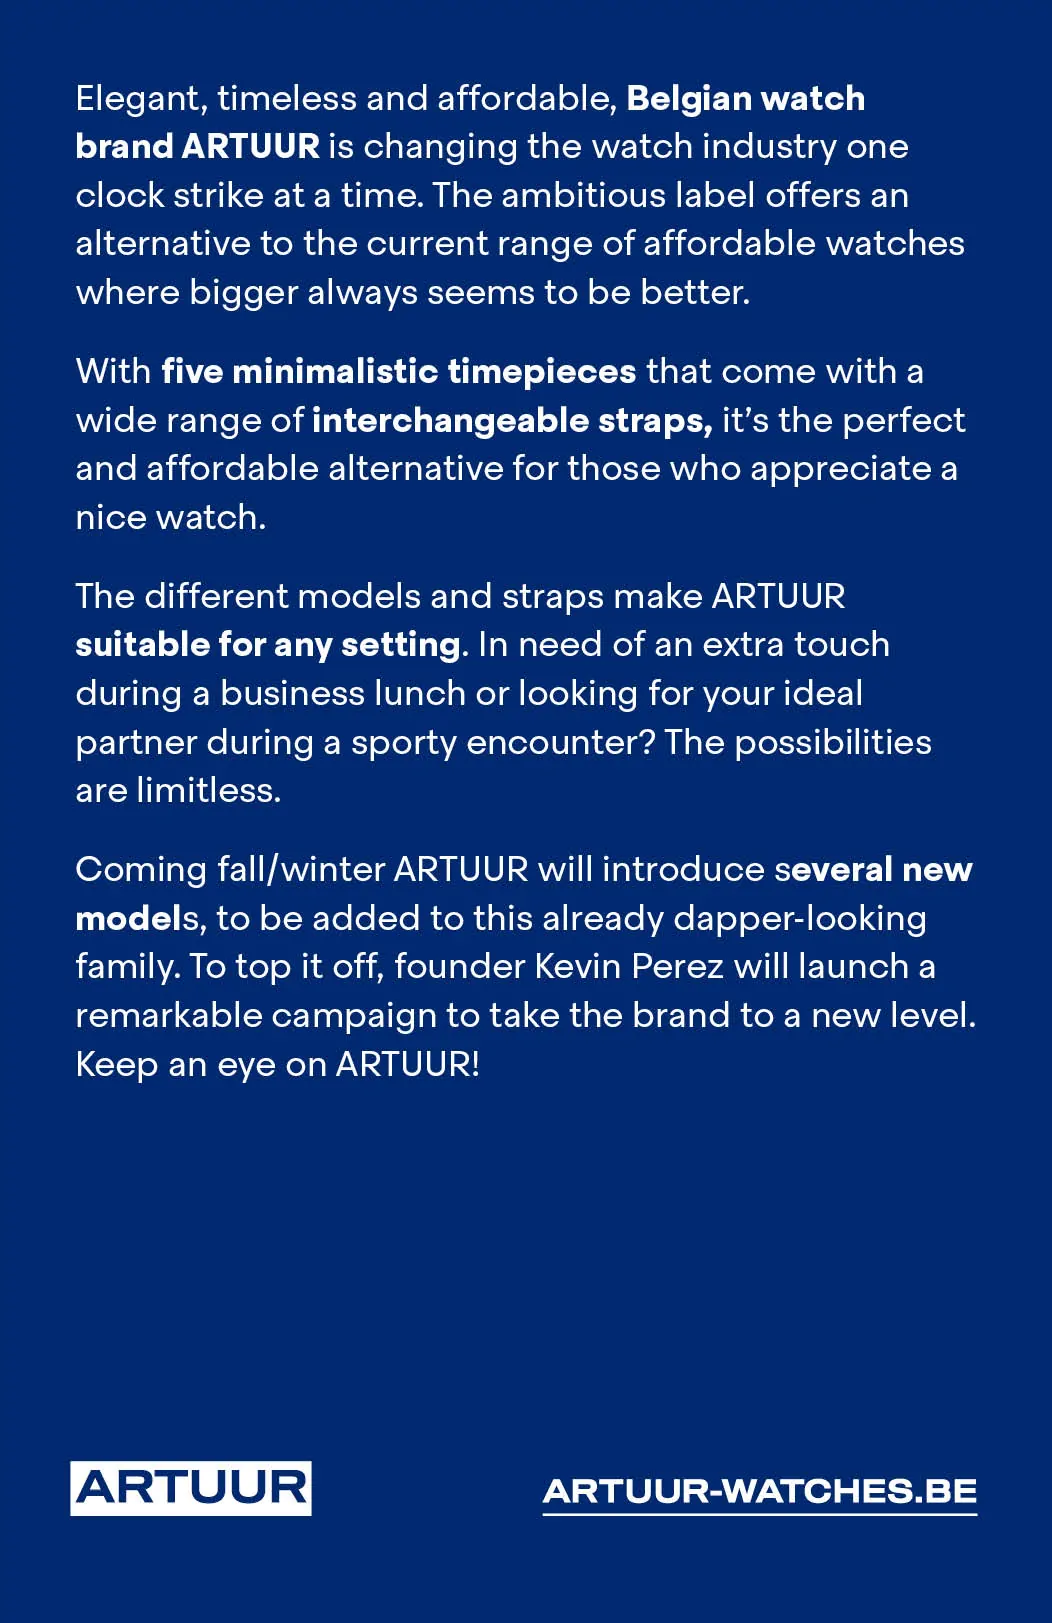 Elegant, timeless and affordable, Belgian watch
brand ARTUUR is changing the watch industry one
clock strike at a time. The ambitious label offers an
alternative to the current range of affordable watches
where bigger always seems to be better.
With five minimalistic timepieces that come with a
wide range of interchangeable straps, it’s the perfect
and affordable alternative for those who appreciate a
nice watch.
The different models and straps make ARTUUR
suitable for any setting. In need of an extra touch
during a business lunch or looking for your ideal
partner during a sporty encounter? The possibilities
are limitless.
Coming fall/winter ARTUUR will introduce several new
models, to be added to this already dapper-looking
family. To top it off, founder Kevin Perez will launch a
remarkable campaign to take the brand to a new level.
Keep an eye on ARTUUR!
ARTUUR
ARTUUR-WATCHES.BE